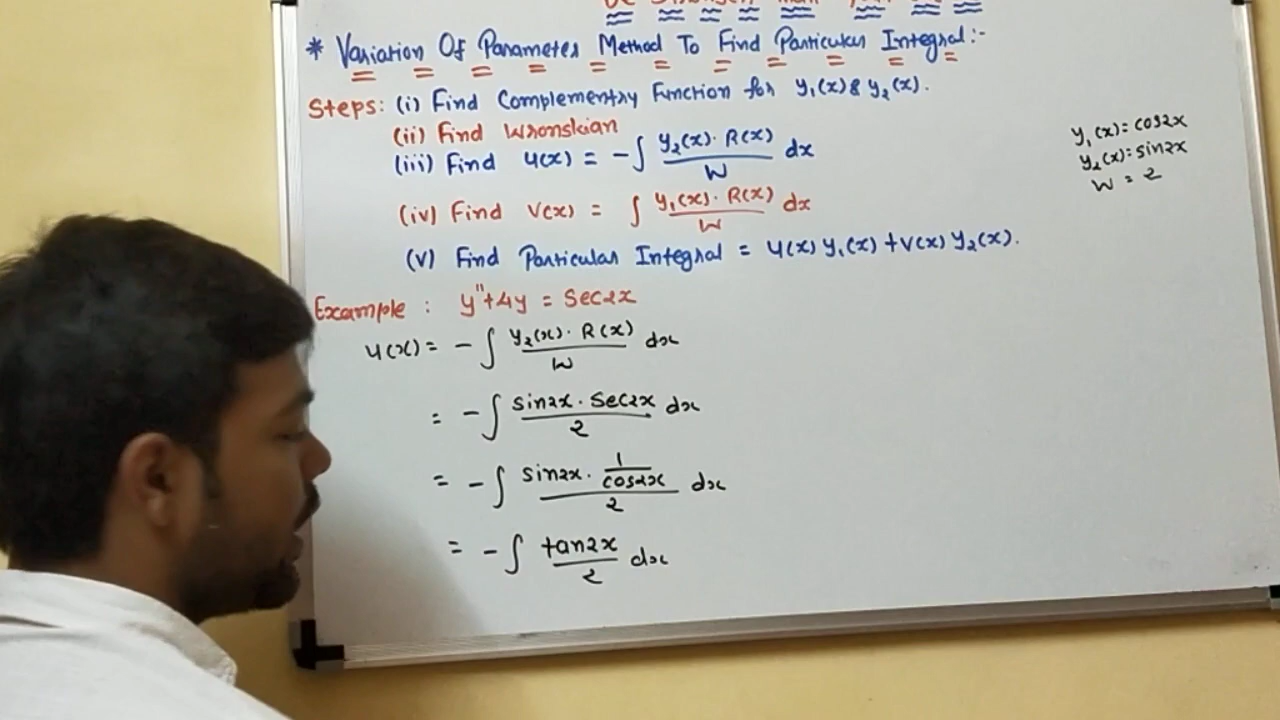 * Variation Of Parameter Method To Find Particular Integral:-
Steps: (i) Find Complementry Function for y₁(x) & y₂(x).
(ii) Find Wronskian
(iii) Find u(x) = -∫ y₂(x)·R(x)/W dx
(iv) Find v(x) = ∫ y₁(x)·R(x)/W dx
(v) Find Particular Integral = u(x) y₁(x) + v(x) y₂(x).
y₁(x) = cos2x
y₂(x) = sin2x
W = 2
Example : y″+4y = Sec2x
u(x) = -∫ y₂(x)·R(x)/W dx
= -∫ sin2x·Sec2x/2 dx
= -∫ sin2x·(1/cos2x)/2 dx
= -∫ tan2x/2 dx